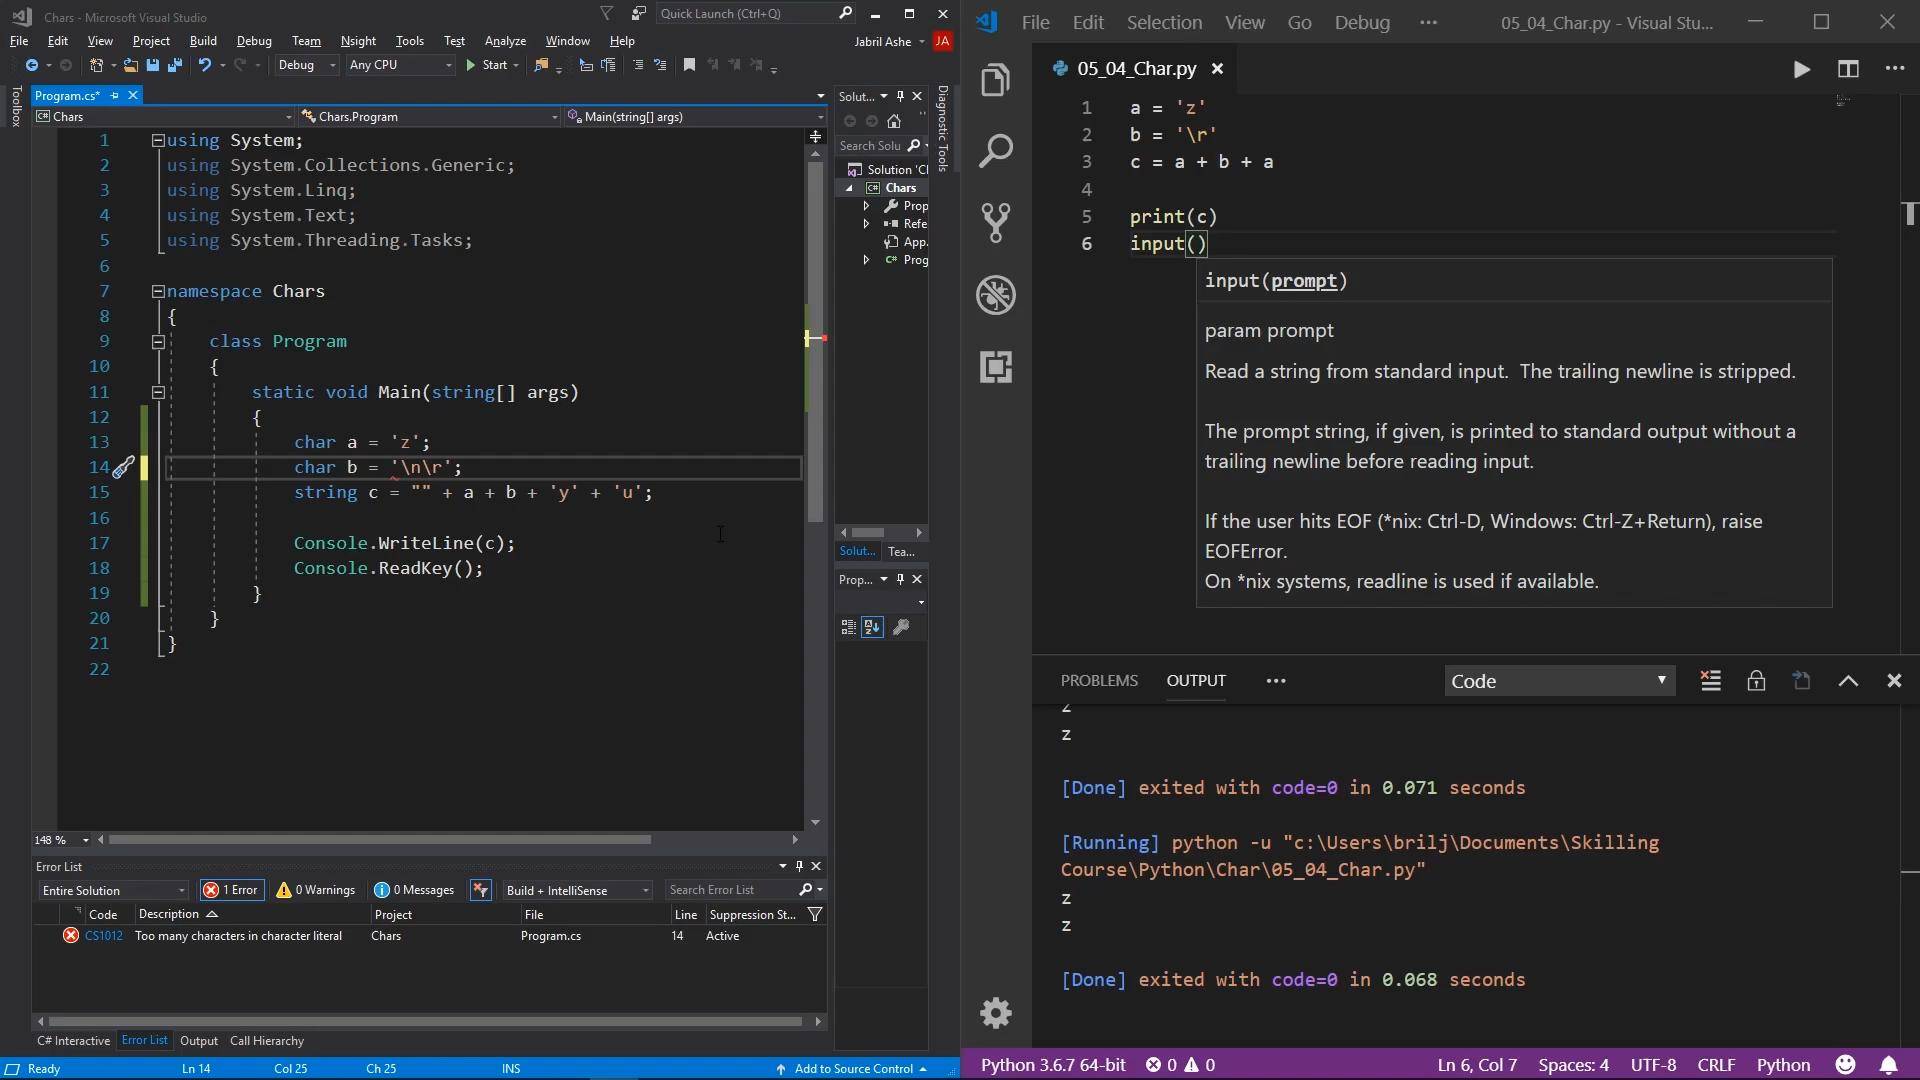 Chars - Microsoft Visual Studio
Quick Launch (Ctrl+Q)
File Edit View Project Build Debug Team Nsight Tools Test Analyze Window Help
Jabril Ashe JA
Debug Any CPU Start
Toolbox
Program.cs*
Chars Chars.Program Main(string[] args)
1 using System;
2 using System.Collections.Generic;
3 using System.Linq;
4 using System.Text;
5 using System.Threading.Tasks;
6
7 namespace Chars
8 {
9 class Program
10 {
11 static void Main(string[] args)
12 {
13 char a = 'z';
14 char b = '\n\r';
15 string c = "" + a + b + 'y' + 'u';
16
17 Console.WriteLine(c);
18 Console.ReadKey();
19 }
20 }
21 }
22
148 %
Solut...
Search Solu
Solution 'Cl
C# Chars
Prop
Refe
App.
C# Prog
Solut... Tea...
Prop...
Diagnostic Tools
Error List
Entire Solution 1 Error 0 Warnings 0 Messages Build + IntelliSense Search Error List
Code Description Project File Line Suppression St...
CS1012 Too many characters in character literal Chars Program.cs 14 Active
C# Interactive Error List Output Call Hierarchy
Ready Ln 14 Col 25 Ch 25 INS Add to Source Control
File Edit Selection View Go Debug ··· 05_04_Char.py - Visual Stu...
05_04_Char.py
1 a = 'z'
2 b = '\r'
3 c = a + b + a
4
5 print(c)
6 input()
input(prompt)
param prompt
Read a string from standard input. The trailing newline is stripped.
The prompt string, if given, is printed to standard output without a
trailing newline before reading input.
If the user hits EOF (*nix: Ctrl-D, Windows: Ctrl-Z+Return), raise
EOFError.
On *nix systems, readline is used if available.
PROBLEMS OUTPUT ··· Code
z
z
[Done] exited with code=0 in 0.071 seconds
[Running] python -u "c:\Users\brilj\Documents\Skilling
Course\Python\Char\05_04_Char.py"
z
z
[Done] exited with code=0 in 0.068 seconds
Python 3.6.7 64-bit 0 0 Ln 6, Col 7 Spaces: 4 UTF-8 CRLF Python